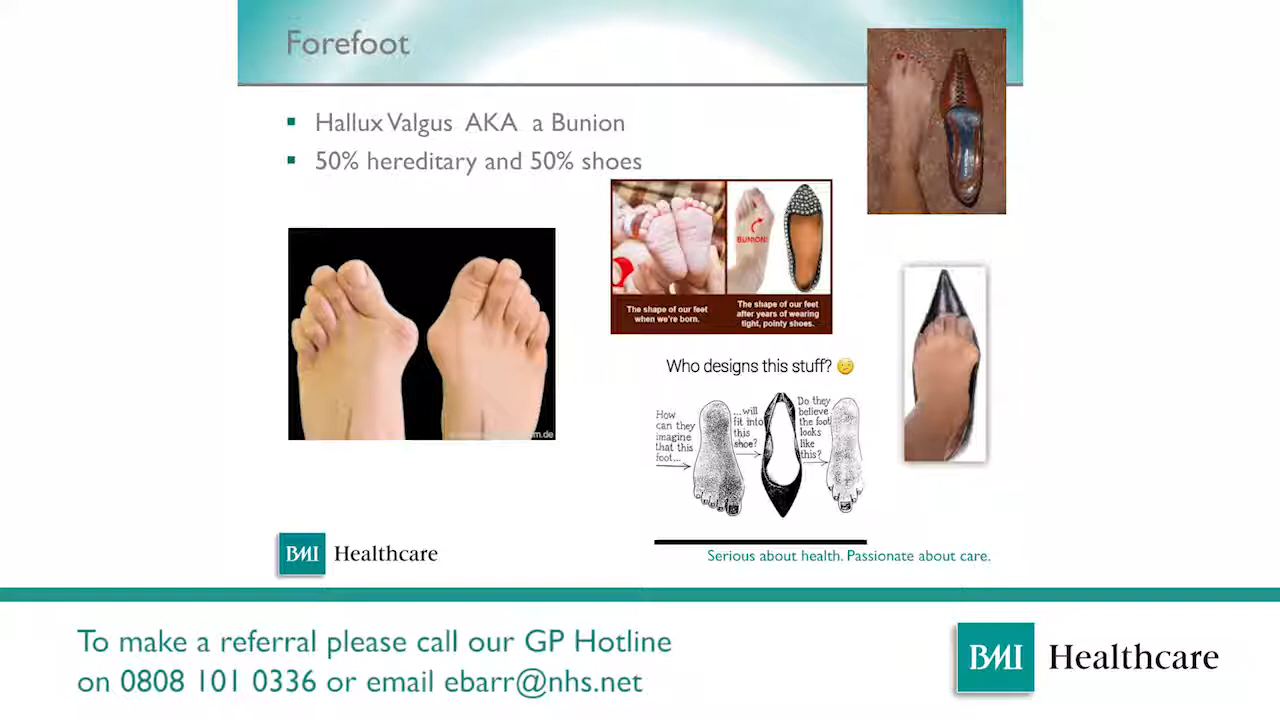 Forefoot
Hallux Valgus AKA a Bunion
50% hereditary and 50% shoes
BUNION!
The shape of our feet
when we're born.
The shape of our feet
after years of wearing
tight, pointy shoes.
Who designs this stuff? 😕
How
can they
imagine
that this
foot...
...will
fit into
this
shoe?
Do they
believe
the foot
looks
like
this?
BMI Healthcare
Serious about health. Passionate about care.
To make a referral please call our GP Hotline
on 0808 101 0336 or email ebarr@nhs.net
BMI Healthcare